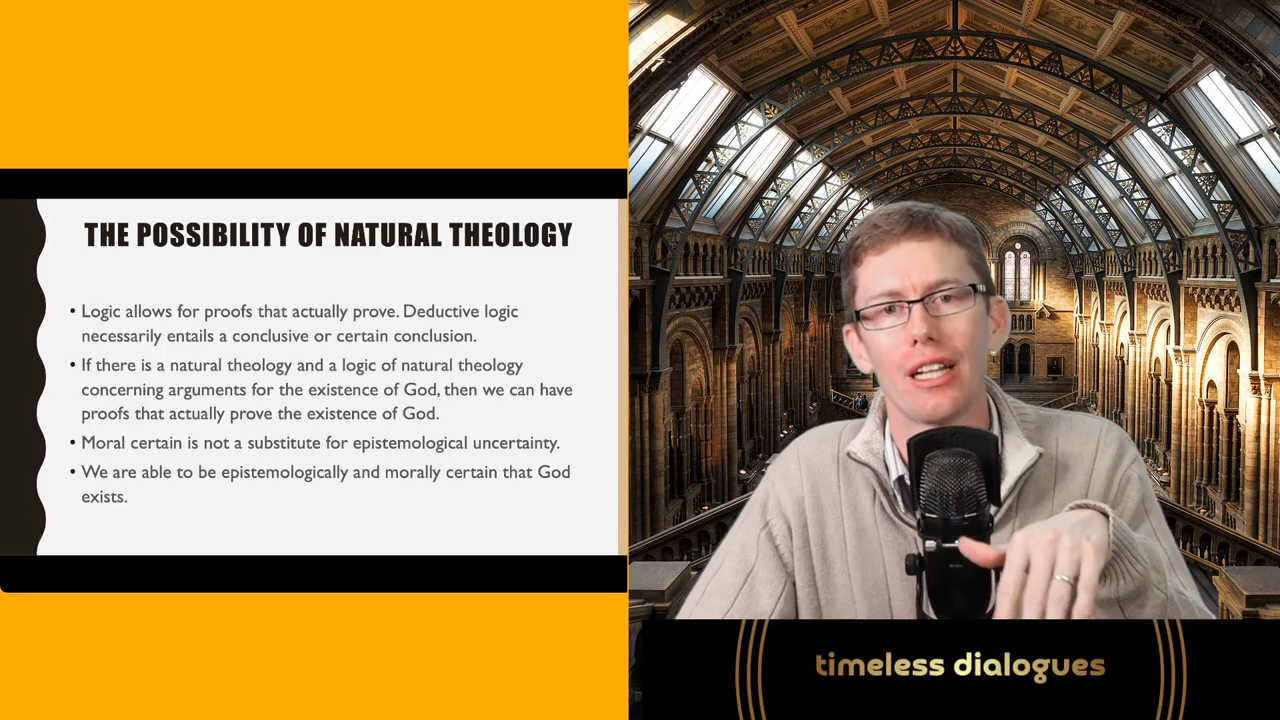 THE POSSIBILITY OF NATURAL THEOLOGY
• Logic allows for proofs that actually prove. Deductive logic
necessarily entails a conclusive or certain conclusion.
• If there is a natural theology and a logic of natural theology
concerning arguments for the existence of God, then we can have
proofs that actually prove the existence of God.
• Moral certain is not a substitute for epistemological uncertainty.
• We are able to be epistemologically and morally certain that God
exists.
timeless dialogues